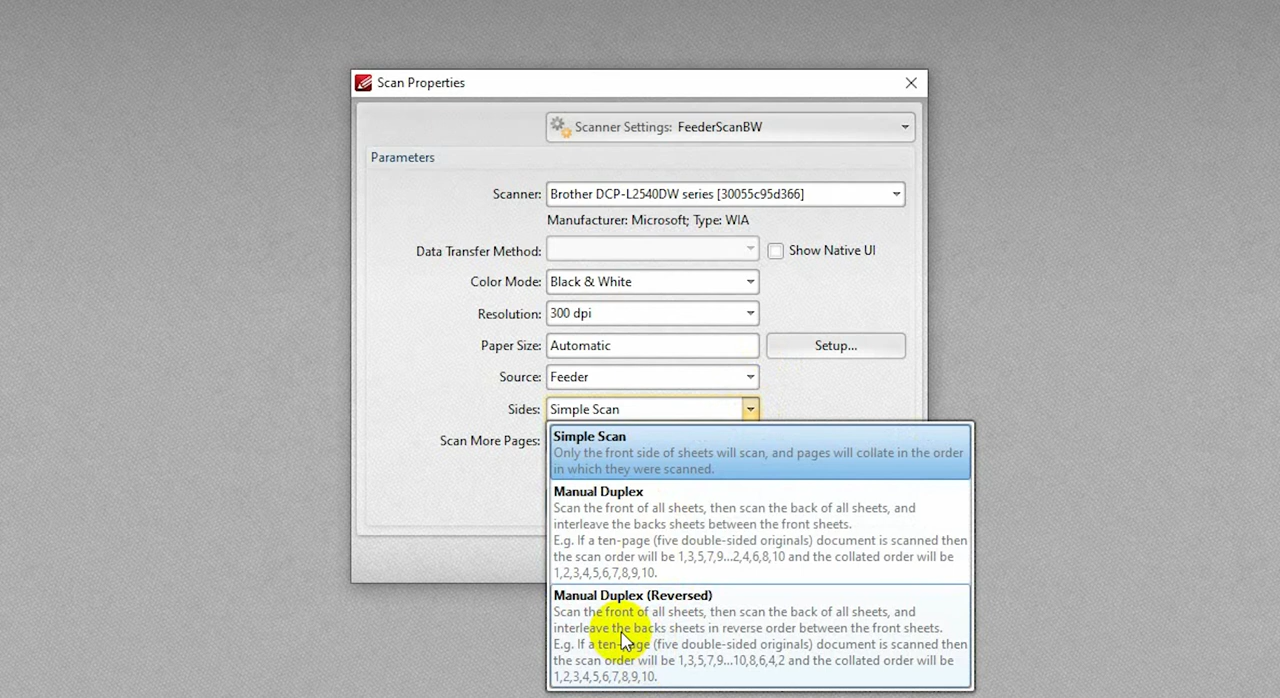 Scan Properties
Scanner Settings: FeederScanBW
Parameters
Scanner: Brother DCP-L2540DW series [30055c95d366]
Manufacturer: Microsoft; Type: WIA
Data Transfer Method: Show Native UI
Color Mode: Black & White
Resolution: 300 dpi
Paper Size: Automatic Setup...
Source: Feeder
Sides: Simple Scan
Scan More Pages:
Simple Scan
Only the front side of sheets will scan, and pages will collate in the order
in which they were scanned.
Manual Duplex
Scan the front of all sheets, then scan the back of all sheets, and
interleave the backs sheets between the front sheets.
E.g. If a ten-page (five double-sided originals) document is scanned then
the scan order will be 1,3,5,7,9...2,4,6,8,10 and the collated order will be
1,2,3,4,5,6,7,8,9,10.
Manual Duplex (Reversed)
Scan the front of all sheets, then scan the back of all sheets, and
interleave the backs sheets in reverse order between the front sheets.
E.g. If a ten-page (five double-sided originals) document is scanned then
the scan order will be 1,3,5,7,9...10,8,6,4,2 and the collated order will be
1,2,3,4,5,6,7,8,9,10.